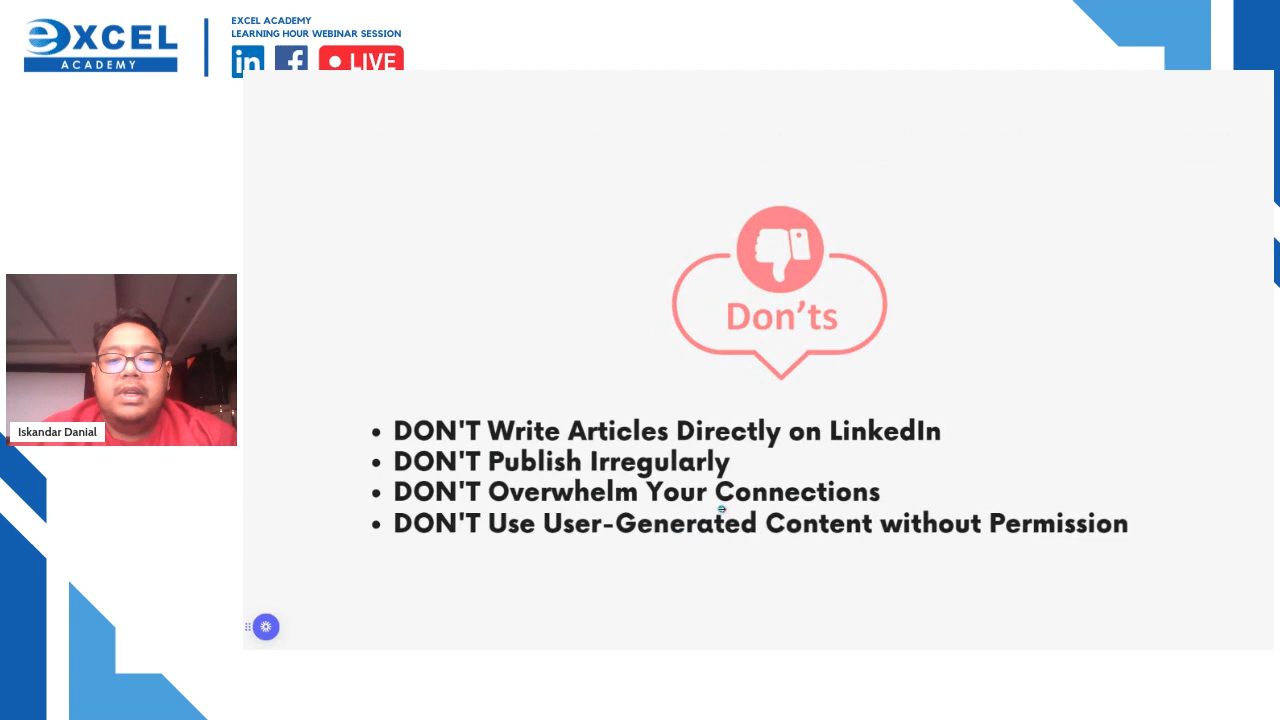 EXCEL
ACADEMY
EXCEL ACADEMY
LEARNING HOUR WEBINAR SESSION
in
f
LIVE
Don'ts
Iskandar Danial
• DON'T Write Articles Directly on LinkedIn
• DON'T Publish Irregularly
• DON'T Overwhelm Your Connections
• DON'T Use User-Generated Content without Permission